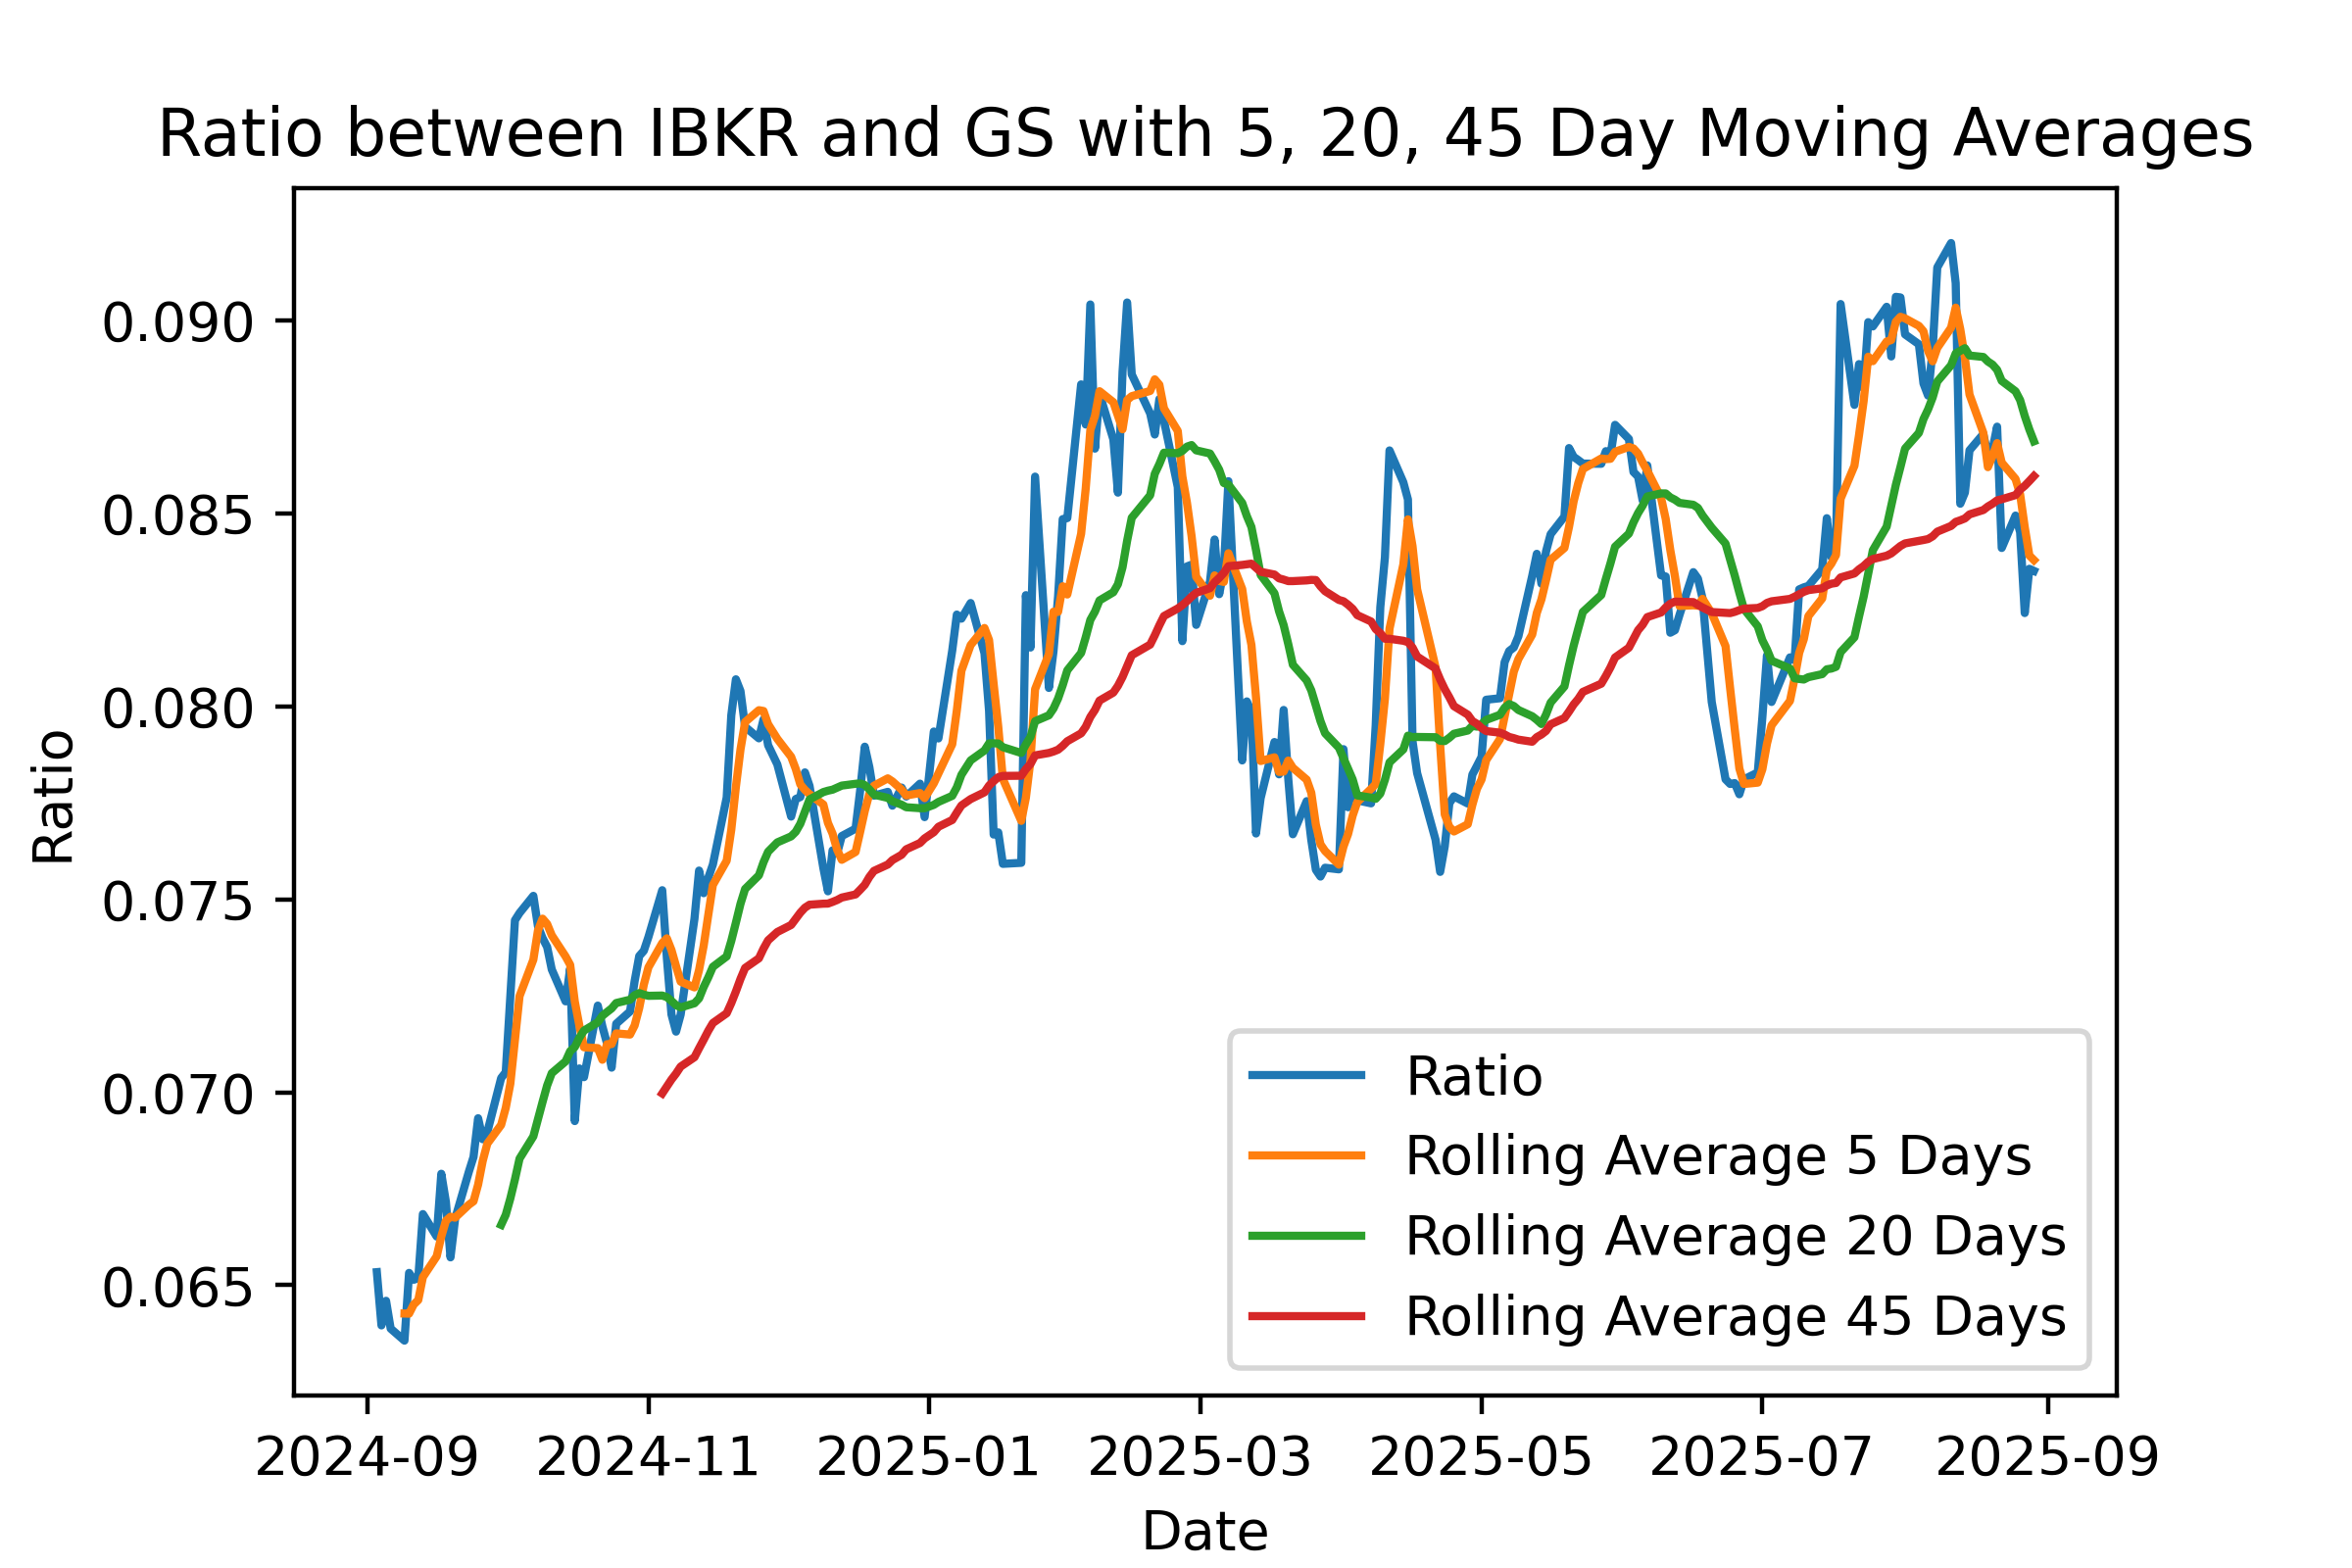 Ratio between IBKR and GS with 5, 20, 45 Day Moving Averages
Ratio
0.090
0.085
0.080
0.075
0.070
0.065
Ratio
Rolling Average 5 Days
Rolling Average 20 Days
Rolling Average 45 Days
2024-09 2024-11 2025-01 2025-03 2025-05 2025-07 2025-09
Date